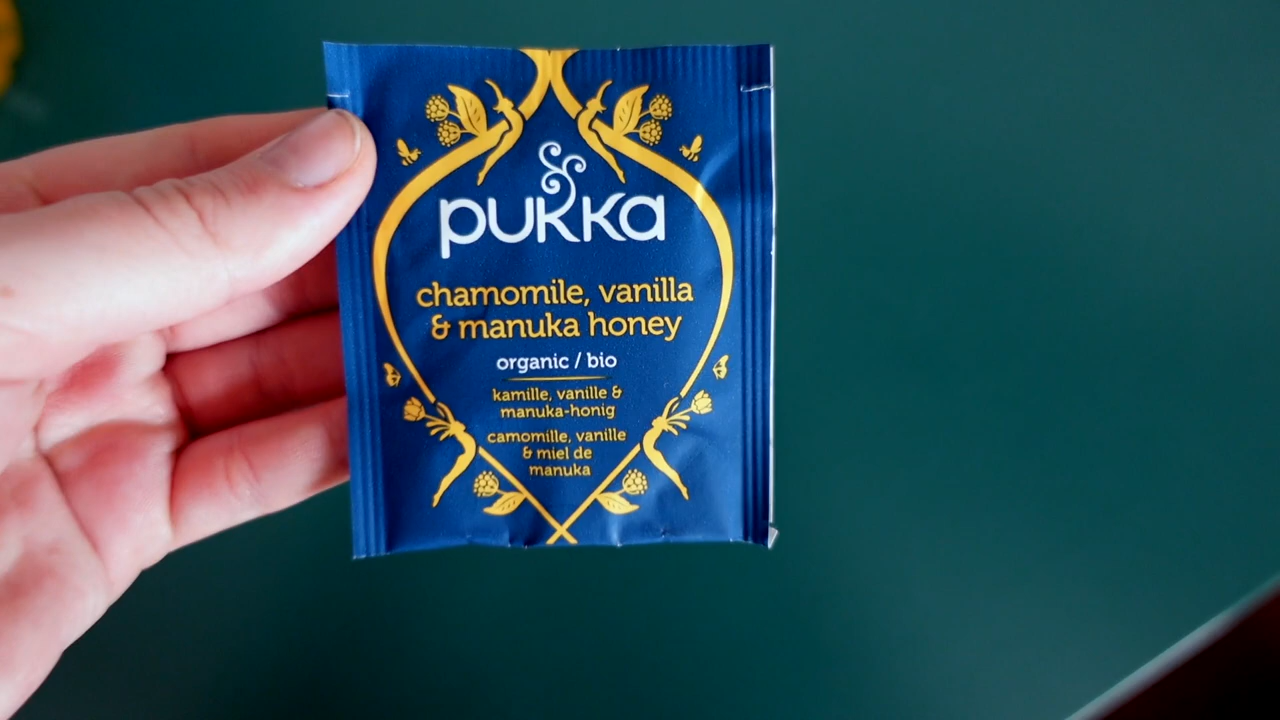 pukka
chamomile, vanilla
& manuka honey
organic / bio
kamille, vanille &
manuka-honig
camomille, vanille
& miel de
manuka